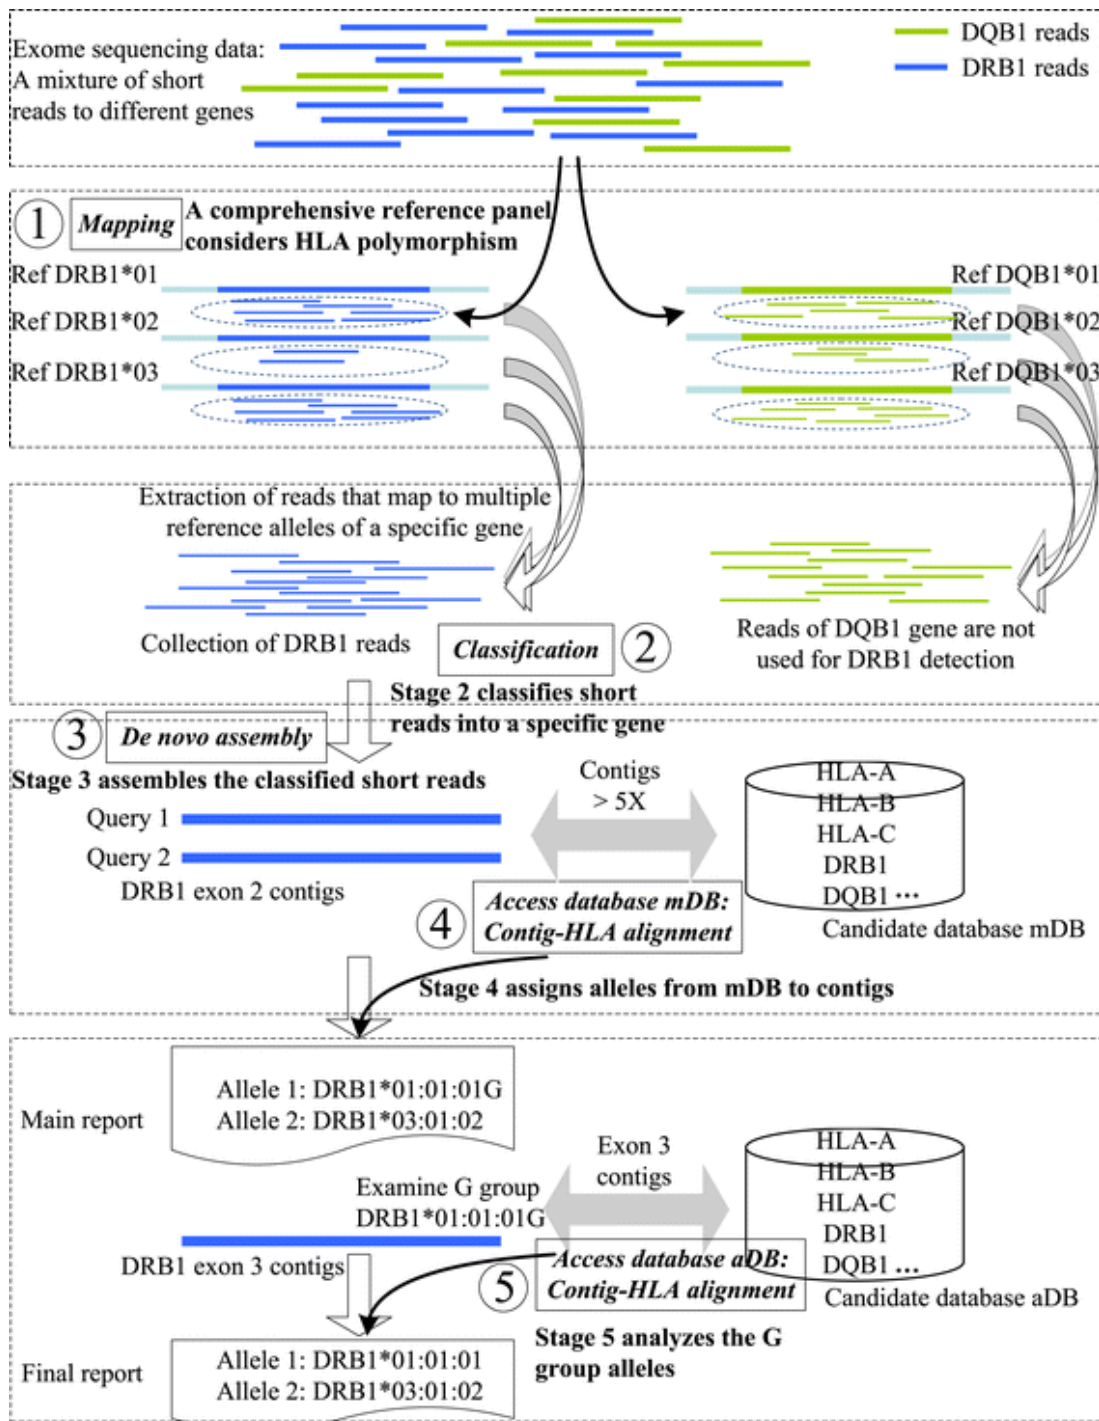 Exome sequencing data:
A mixture of short
reads to different genes
DQB1 reads
DRB1 reads
1
Mapping
A comprehensive reference panel
considers HLA polymorphism
Ref DRB1*01
Ref DRB1*02
Ref DRB1*03
Ref DQB1*01
Ref DQB1*02
Ref DQB1*03
Extraction of reads that map to multiple
reference alleles of a specific gene
Collection of DRB1 reads
Classification
2
Reads of DQB1 gene are not
used for DRB1 detection
Stage 2 classifies short
reads into a specific gene
3
De novo assembly
Stage 3 assembles the classified short reads
Query 1
Query 2
DRB1 exon 2 contigs
Contigs
> 5X
HLA-A
HLA-B
HLA-C
DRB1
DQB1 ...
Candidate database mDB
4
Access database mDB:
Contig-HLA alignment
Stage 4 assigns alleles from mDB to contigs
Main report
Allele 1: DRB1*01:01:01G
Allele 2: DRB1*03:01:02
Examine G group
DRB1*01:01:01G
DRB1 exon 3 contigs
Exon 3
contigs
HLA-A
HLA-B
HLA-C
DRB1
DQB1 ...
Candidate database aDB
5
Access database aDB:
Contig-HLA alignment
Stage 5 analyzes the G
group alleles
Final report
Allele 1: DRB1*01:01:01
Allele 2: DRB1*03:01:02